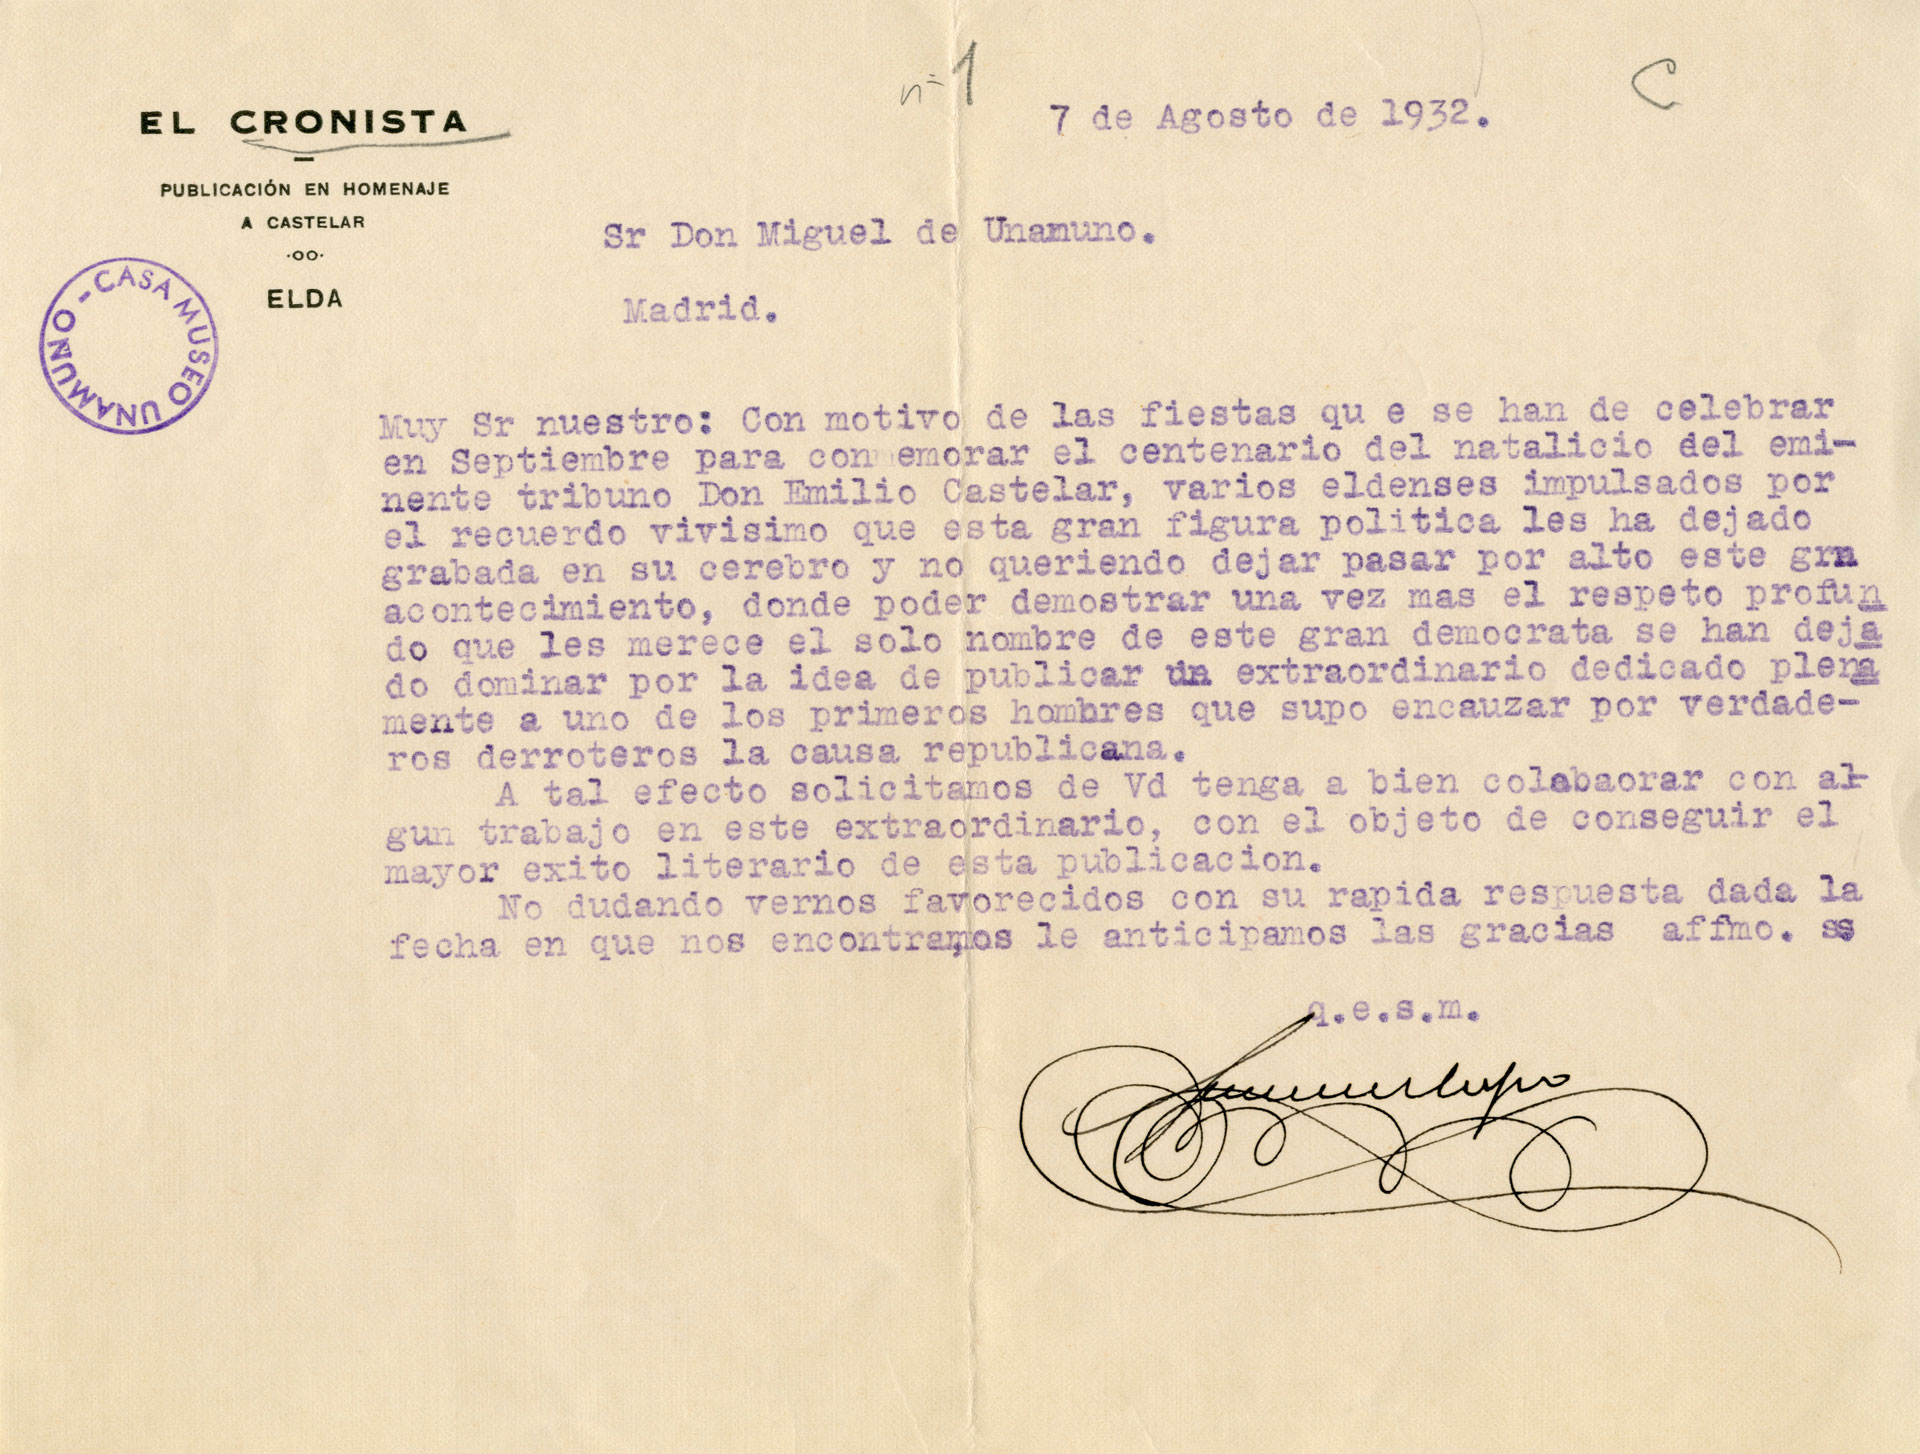 nº 1
C
EL CRONISTA
PUBLICACIÓN EN HOMENAJE
A CASTELAR
·oo·
ELDA
CASA MUSEO UNAMUNO -
7 de Agosto de 1932.
Sr Don Miguel de Unamuno.
Madrid.
Muy Sr nuestro: Con motivo de las fiestas qu e se han de celebrar
en Septiembre para conmemorar el centenario del natalicio del emi-
nente tribuno Don Emilio Castelar, varios eldenses impulsados por
el recuerdo vivisimo que esta gran figura politica les ha dejado
grabada en su cerebro y no queriendo dejar pasar por alto este grn
acontecimiento, donde poder demostrar una vez mas el respeto profun
do que les merece el solo nombre de este gran democrata se han deja
do dominar por la idea de publicar un extraordinario dedicado plena
mente a uno de los primeros hombres que supo encauzar por verdade-
ros derroteros la causa republicana.
A tal efecto solicitamos de Vd tenga a bien colabaorar con al-
gun trabajo en este extraordinario, con el objeto de conseguir el
mayor exito literario de esta publicacion.
No dudando vernos favorecidos con su rapida respuesta dada la
fecha en que nos encontramos le anticipamos las gracias affmo. ss
q.e.s.m.